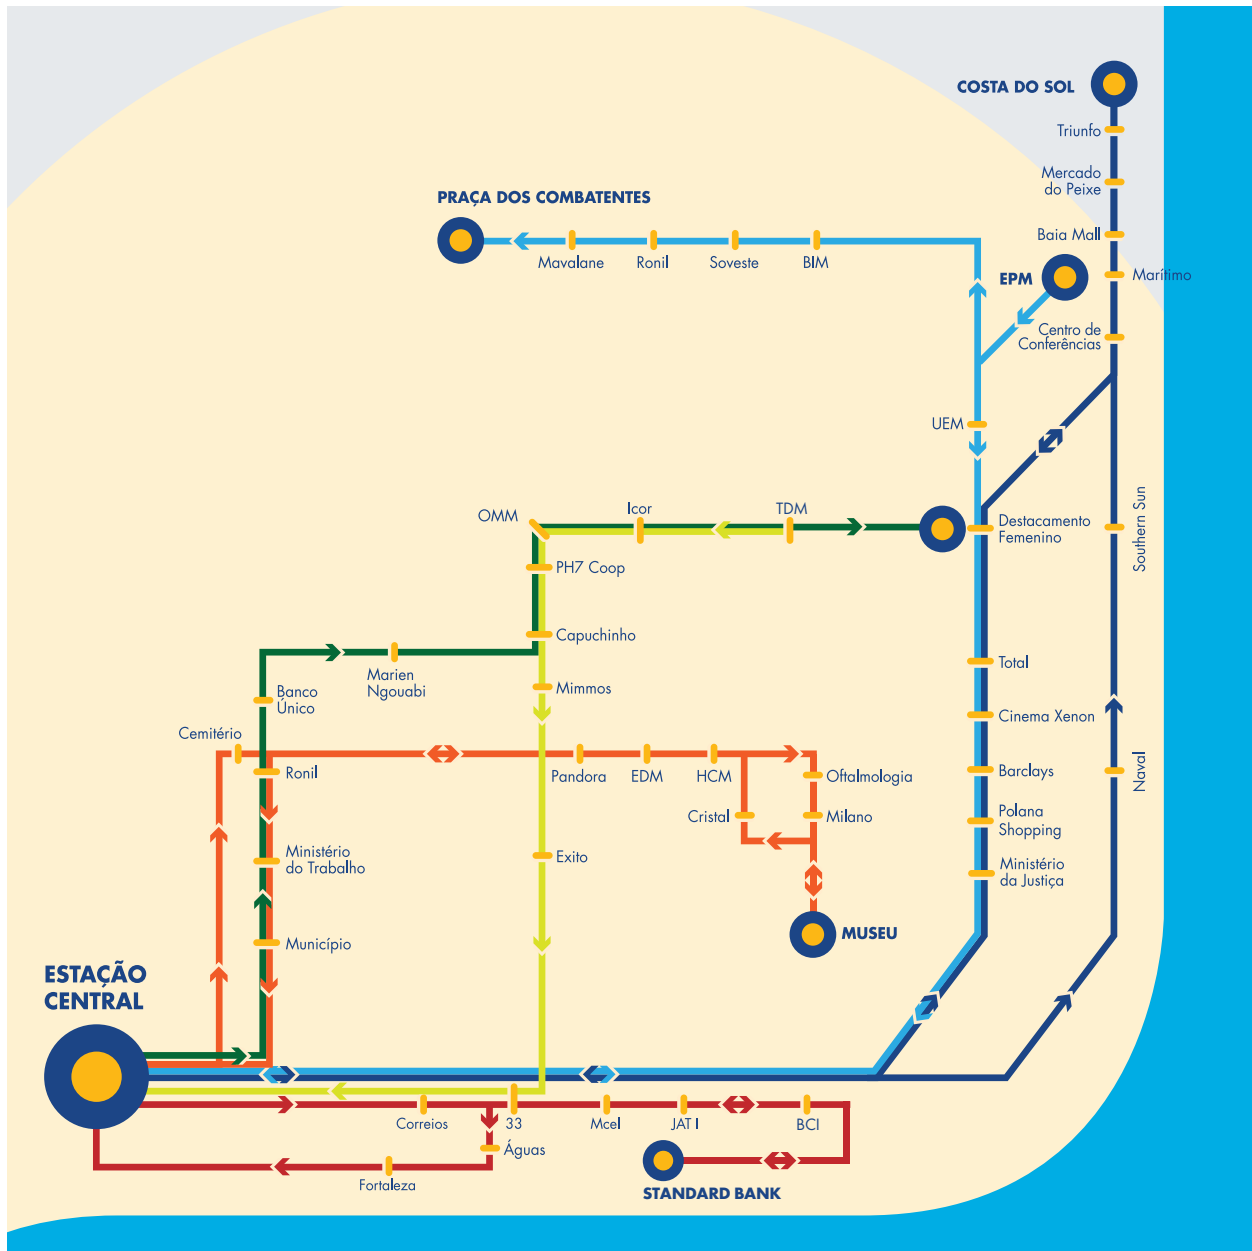 COSTA DO SOL
Triunfo
Mercado
do Peixe
PRAÇA DOS COMBATENTES
Baia Mall
Mavalane
Ronil
Soveste
BIM
EPM
Marítimo
Centro de
Conferências
UEM
OMM
Icor
TDM
Destacamento
Femenino
Southern Sun
PH7 Coop
Capuchinho
Marien
Ngouabi
Total
Banco
Único
Mimmos
Cinema Xenon
Cemitério
Ronil
Pandora
EDM
HCM
Oftalmologia
Barclays
Naval
Cristal
Milano
Polana
Shopping
Ministério
do Trabalho
Exito
Ministério
da Justiça
Município
MUSEU
ESTAÇÃO
CENTRAL
Correios
33
Mcel
JAT I
BCI
Águas
Fortaleza
STANDARD BANK